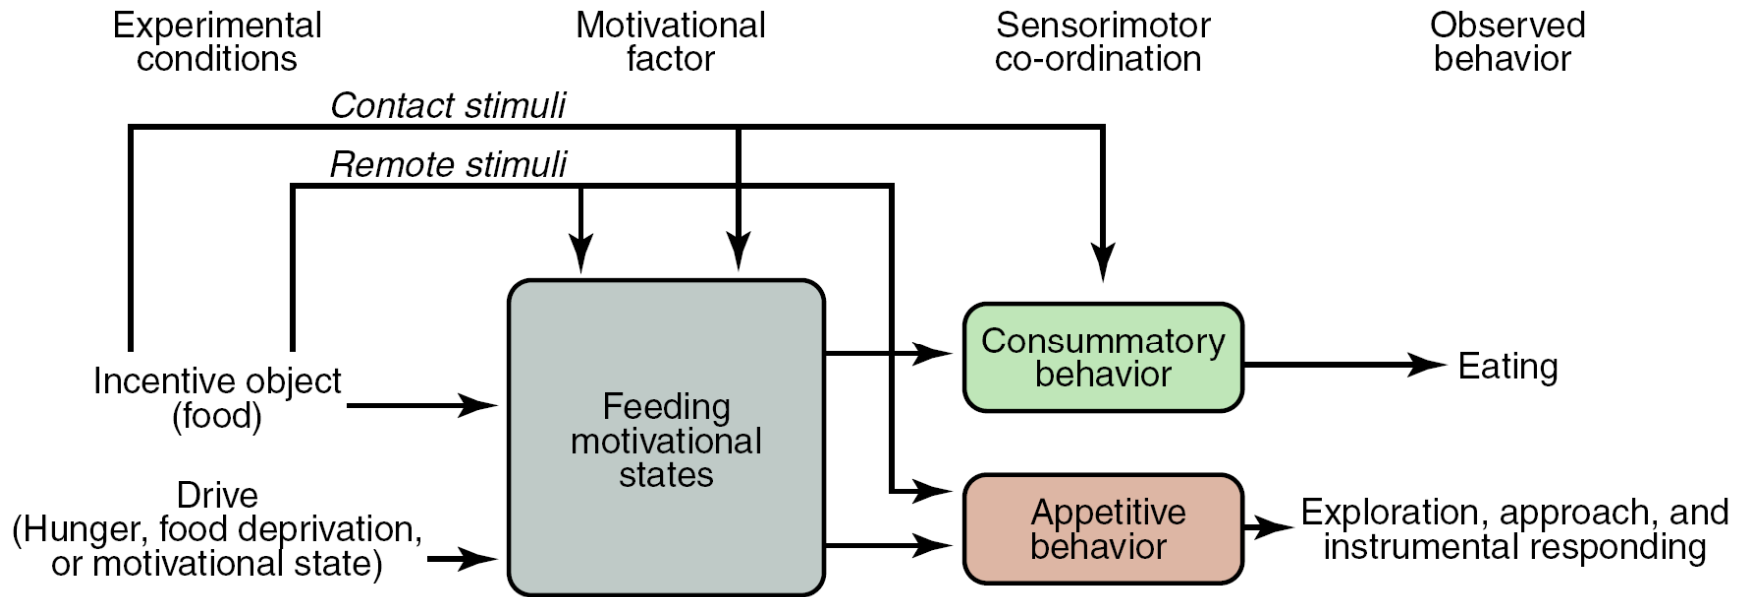 Experimental
conditions
Motivational
factor
Sensorimotor
co-ordination
Observed
behavior
Contact stimuli
Remote stimuli
Incentive object
(food)
Drive
(Hunger, food deprivation,
or motivational state)
Feeding
motivational
states
Consummatory
behavior
Appetitive
behavior
Eating
Exploration, approach, and
instrumental responding